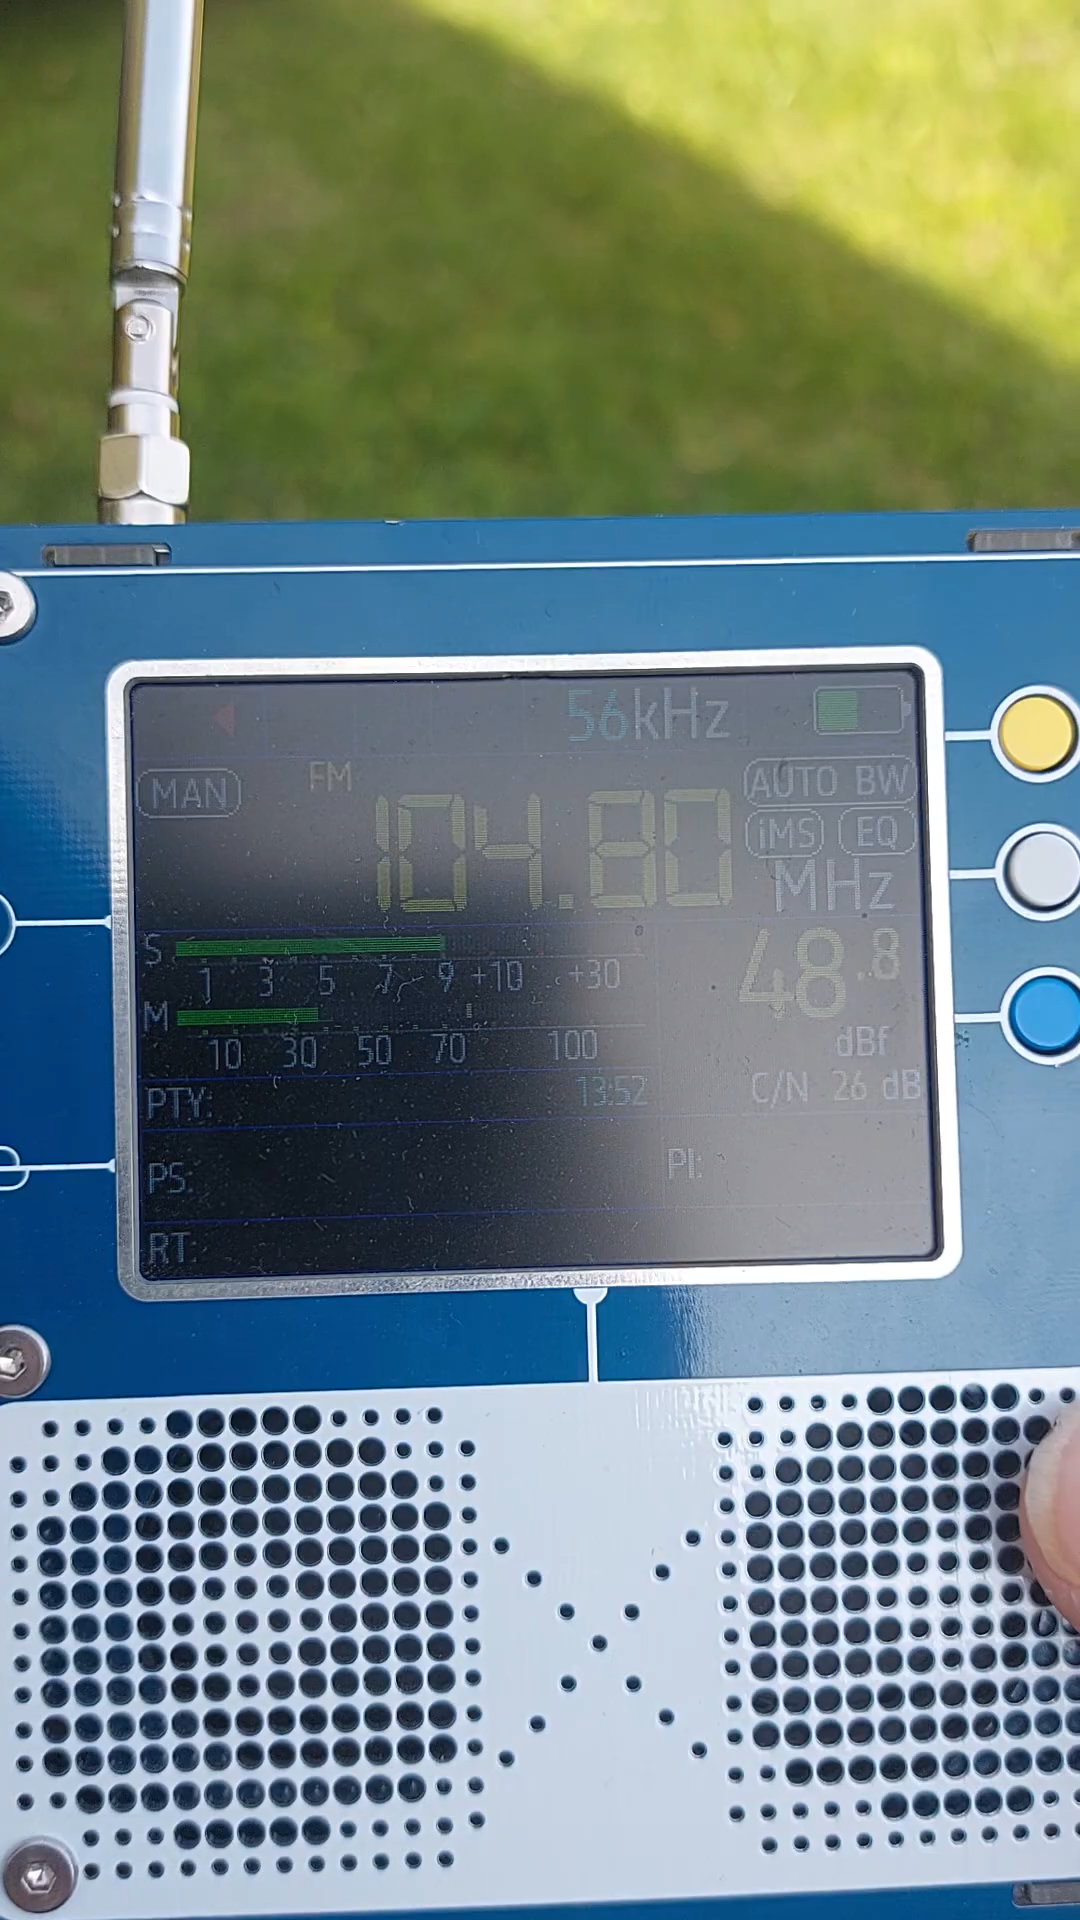 56kHz
MAN FM AUTO BW
104.80 iMS EQ
MHz
S 1 3 5 7 9 +10 +30
48.8
M 10 30 50 70 100
dBf
PTY: 13:52 C/N 26 dB
PS: PI:
RT: